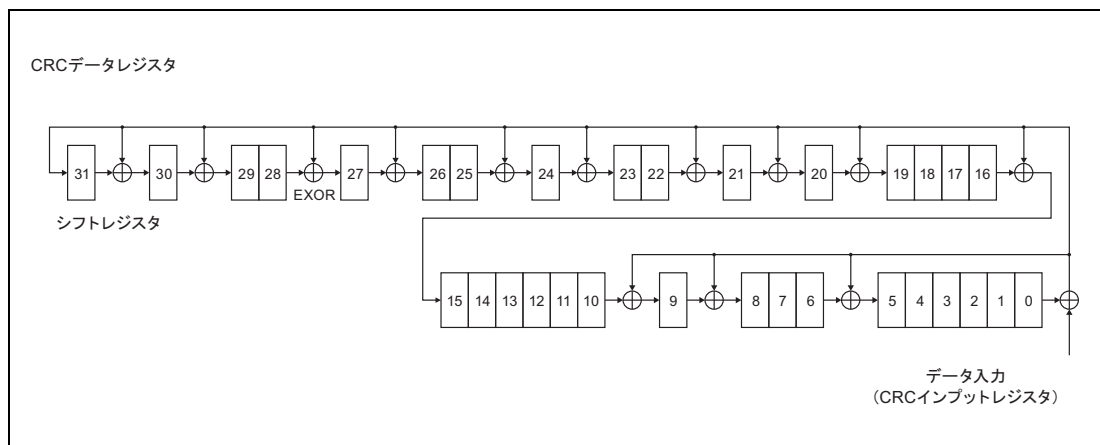 CRCデータレジスタ
31 30 29 28 27 26 25 24 23 22 21 20 19 18 17 16
EXOR
シフトレジスタ
15 14 13 12 11 10 9 8 7 6 5 4 3 2 1 0
データ入力
(CRCインプットレジスタ)